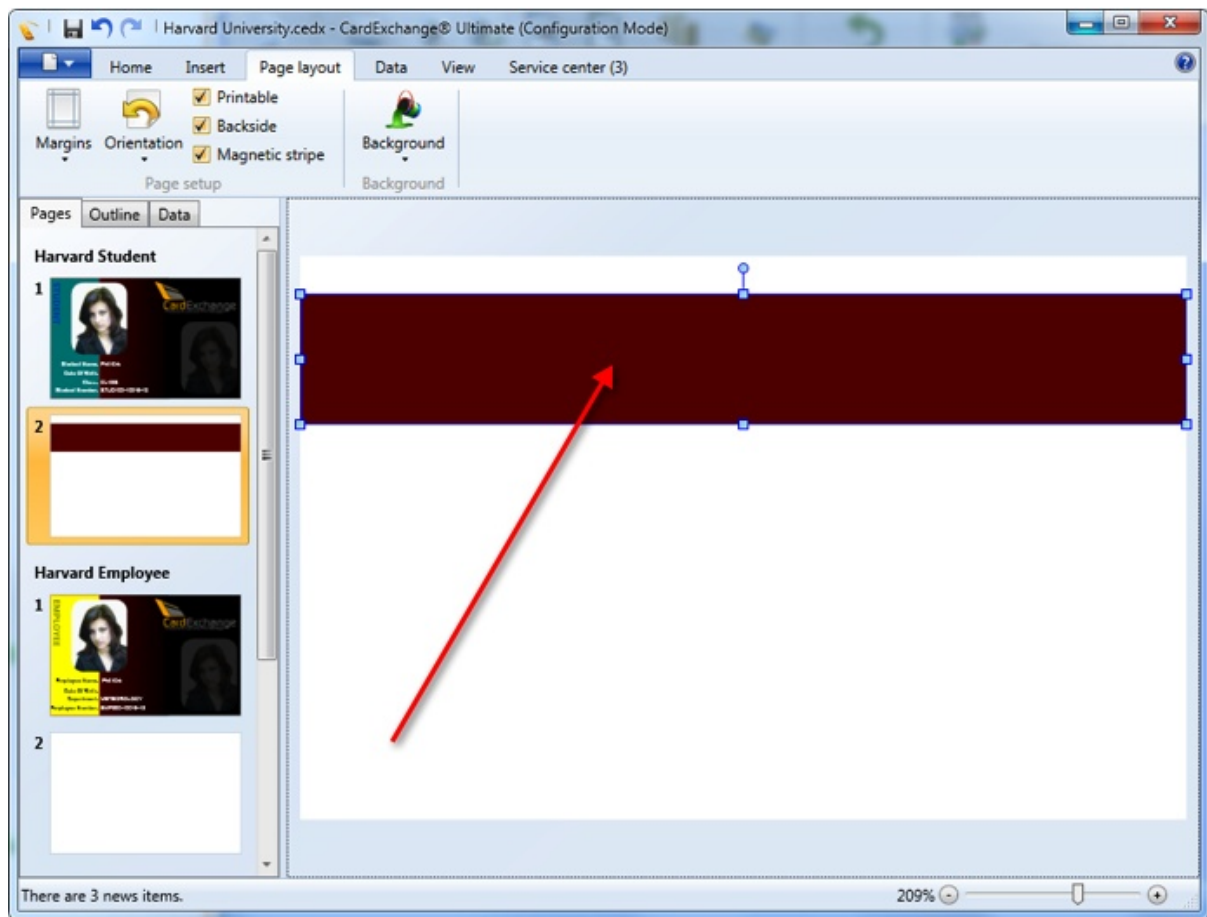 Harvard University.cedx - CardExchange® Ultimate (Configuration Mode)
Home Insert Page layout Data View Service center (3)
Margins
Orientation
Printable
Backside
Magnetic stripe
Page setup
Background
Background
Pages Outline Data
Harvard Student
1
STUDENT
CardExchange
2
Harvard Employee
1
EMPLOYEE
CardExchange
2
There are 3 news items.
209%